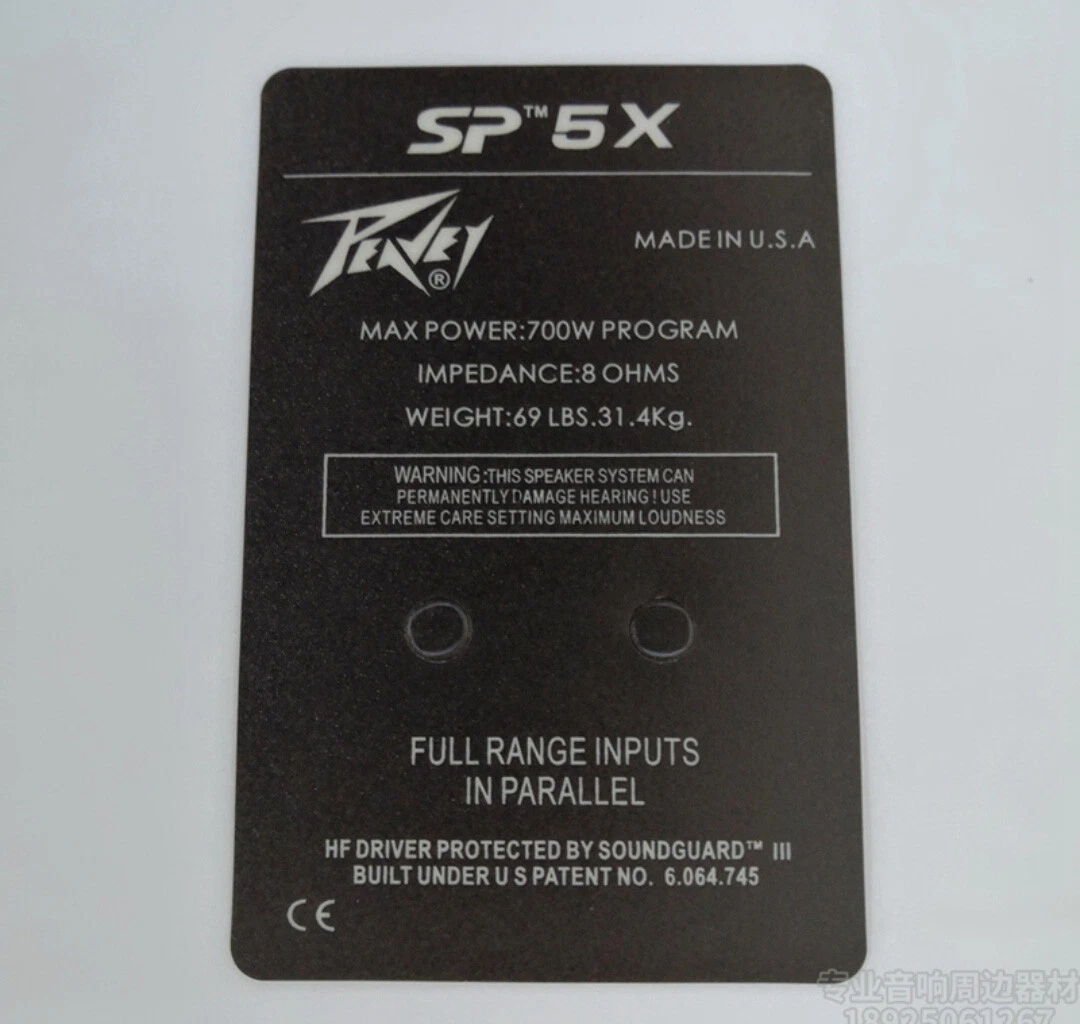 SP™5X
PEAVEY®
MADE IN U.S.A
MAX POWER:700W PROGRAM
IMPEDANCE:8 OHMS
WEIGHT:69 LBS.31.4Kg.
WARNING:THIS SPEAKER SYSTEM CAN
PERMANENTLY DAMAGE HEARING! USE
EXTREME CARE SETTING MAXIMUM LOUDNESS
FULL RANGE INPUTS
IN PARALLEL
HF DRIVER PROTECTED BY SOUNDGUARD™ III
BUILT UNDER U S PATENT NO. 6.064.745
CE
专业音响周边器材
18925061267